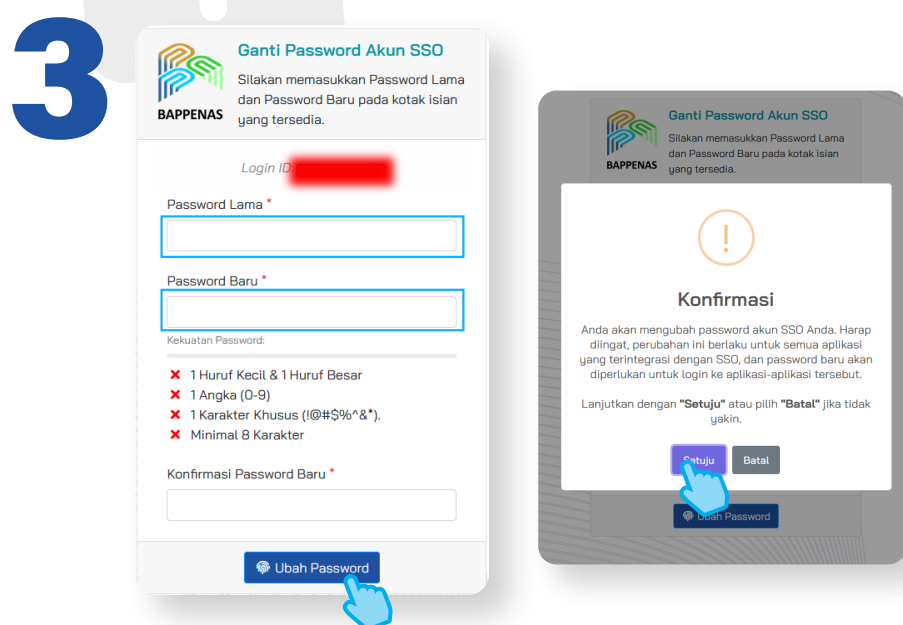 3
Ganti Password Akun SSO
Silakan memasukkan Password Lama
dan Password Baru pada kotak isian
yang tersedia.
BAPPENAS
Login ID:
Password Lama *
Password Baru *
Kekuatan Password:
1 Huruf Kecil & 1 Huruf Besar
1 Angka (0-9)
1 Karakter Khusus (!@#$%^&*).
Minimal 8 Karakter
Konfirmasi Password Baru *
Ubah Password
Ganti Password Akun SSO
Silakan memasukkan Password Lama
dan Password Baru pada kotak isian
yang tersedia.
BAPPENAS
Konfirmasi
Anda akan mengubah password akun SSO Anda. Harap
diingat, perubahan ini berlaku untuk semua aplikasi
yang terintegrasi dengan SSO, dan password baru akan
diperlukan untuk login ke aplikasi-aplikasi tersebut.
Lanjutkan dengan "Setuju" atau pilih "Batal" jika tidak
yakin.
Setuju
Batal
Ubah Password